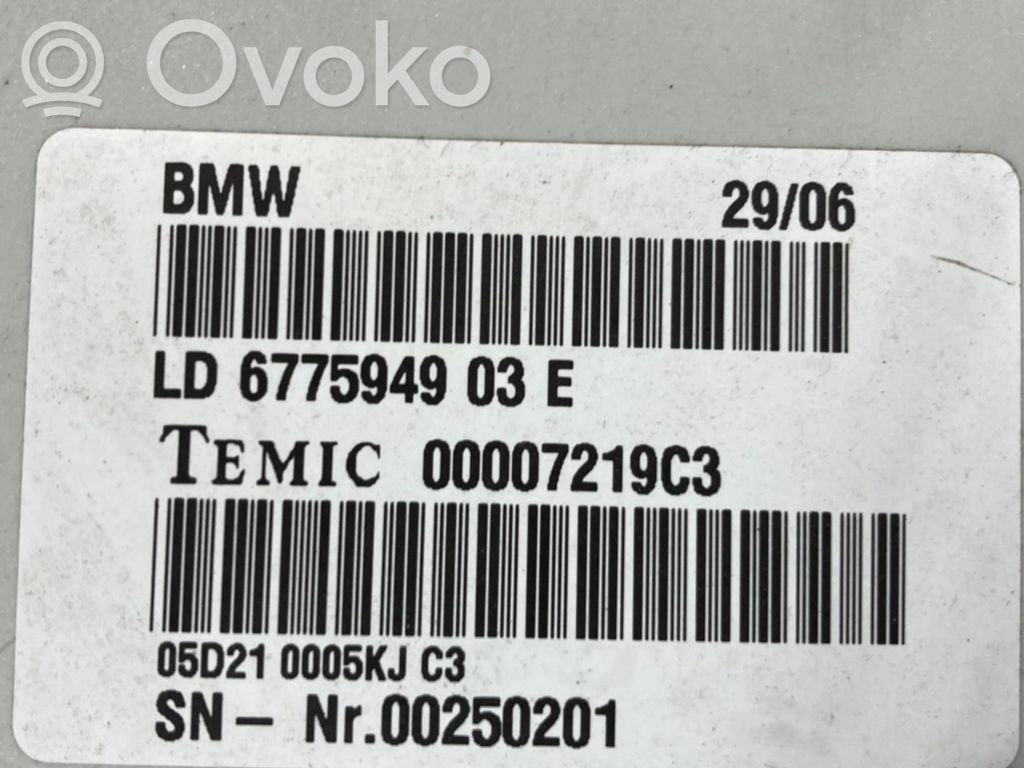 Ovoko
BMW 29/06
LD 6775949 03 E
TEMIC 00007219C3
05D21 0005KJ C3
SN- Nr.00250201